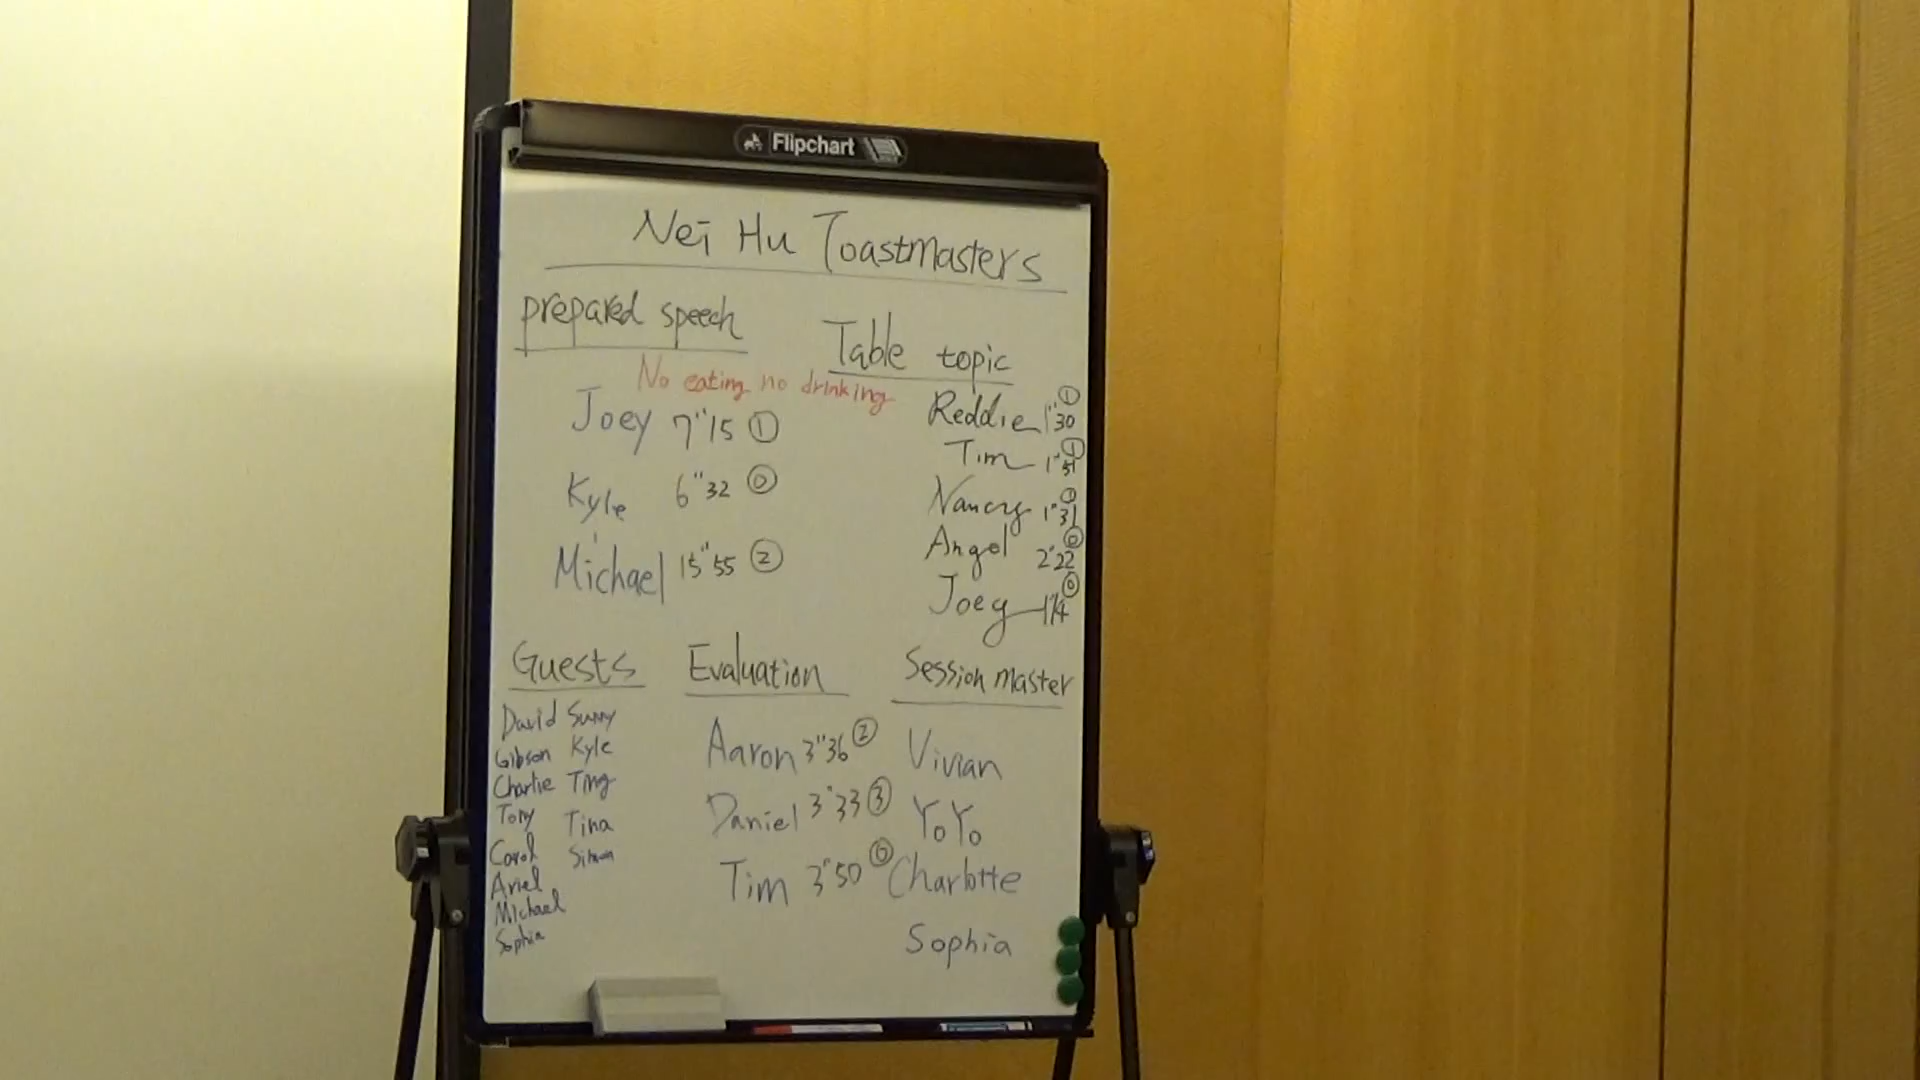 Flipchart
Nei Hu Toastmasters
prepared speech
Table topic
No eating no drinking
Joey 7"15 ①
Kyle 6"32 ⓪
Michael 15"55 ②
Reddie 1"30 ①
Tim 1"51 ①
Nancy 1"31 ①
Angel 2"22 ⓪
Joey 1"14 ⓪
Guests
David Sunny
Gibson Kyle
Charlie Ting
Tony Tina
Carol Simon
Ariel
Michael
Sophia
Evaluation
Aaron 3"36 ②
Daniel 3"33 ③
Tim 3"50 ⓪
Session master
Vivian
YoYo
Charlotte
Sophia